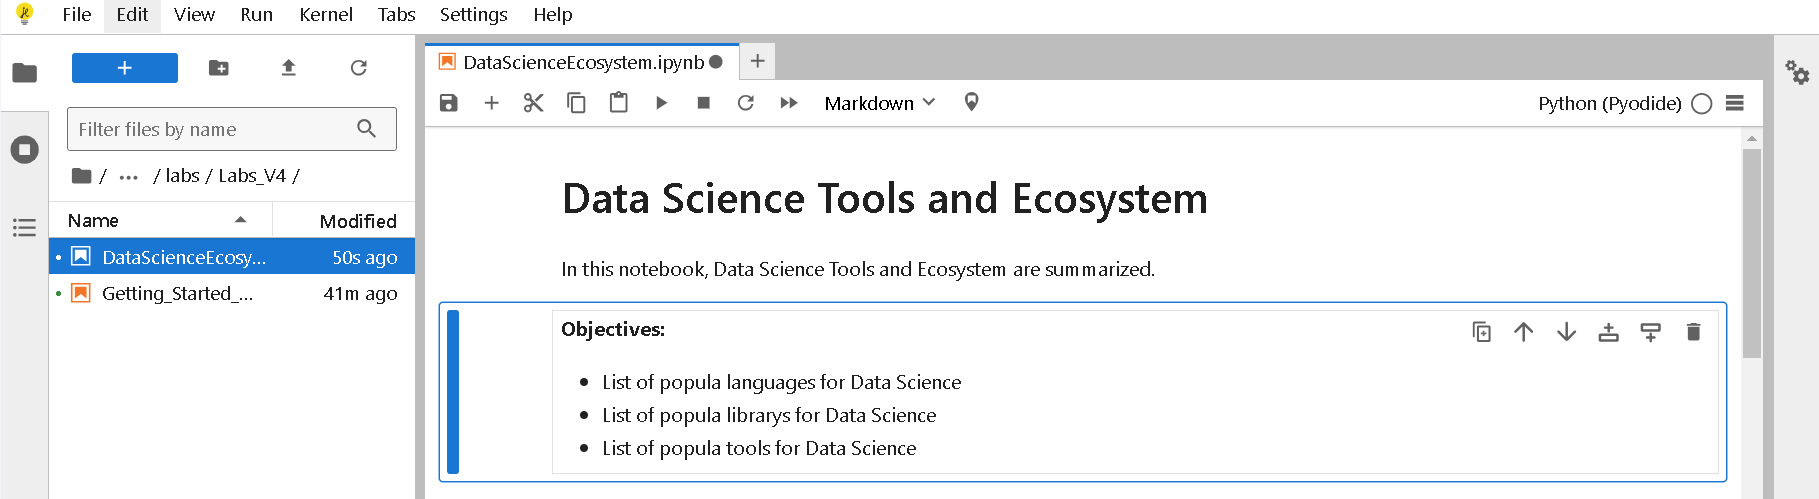 File Edit View Run Kernel Tabs Settings Help
DataScienceEcosystem.ipynb
Markdown
Python (Pyodide)
Filter files by name
/ ... / labs / Labs_V4 /
Name Modified
DataScienceEcosy... 50s ago
Getting_Started_... 41m ago
Data Science Tools and Ecosystem
In this notebook, Data Science Tools and Ecosystem are summarized.
Objectives:
• List of popula languages for Data Science
• List of popula librarys for Data Science
• List of popula tools for Data Science